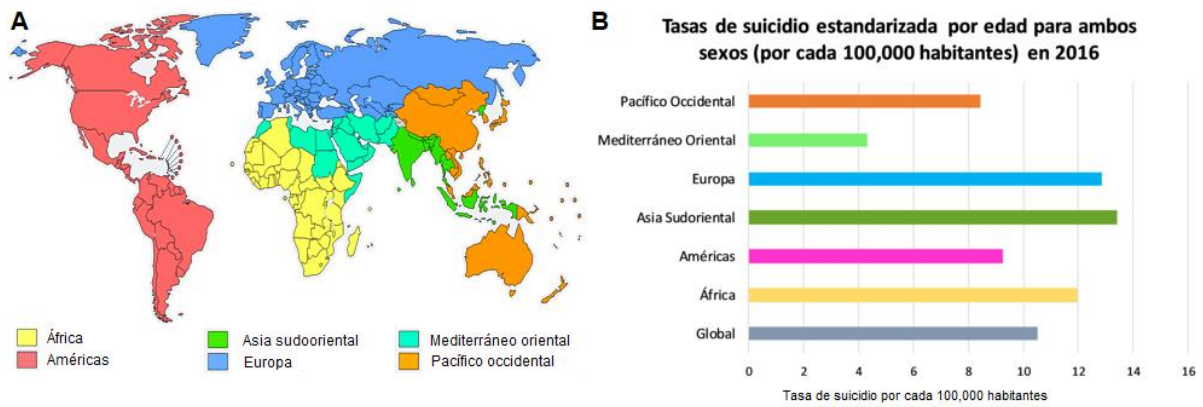 A
África
Américas
Asia sudooriental
Europa
Mediterráneo oriental
Pacífico occidental
B
Tasas de suicidio estandarizada por edad para ambos
sexos (por cada 100,000 habitantes) en 2016
Pacífico Occidental
Mediterráneo Oriental
Europa
Asia Sudoriental
Américas
África
Global
0 2 4 6 8 10 12 14 16
Tasa de suicidio por cada 100,000 habitantes